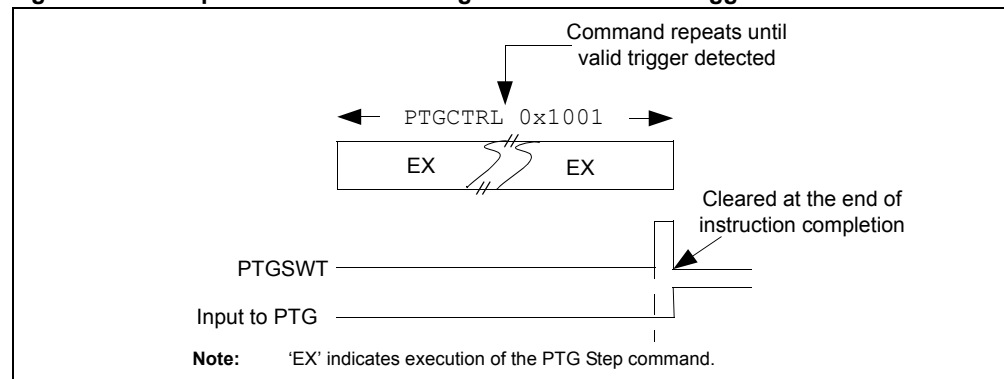 Command repeats until
valid trigger detected
PTGCTRL 0x1001
EX EX
Cleared at the end of
instruction completion
PTGSWT
Input to PTG
Note: ‘EX’ indicates execution of the PTG Step command.